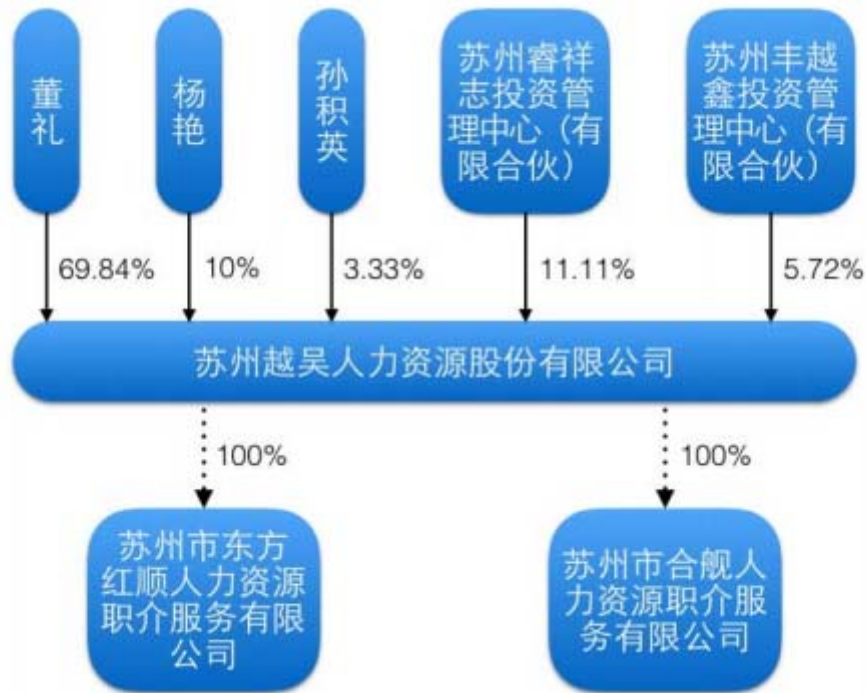 董礼
杨艳
孙积英
苏州睿祥
志投资管
理中心（有
限合伙）
苏州丰越
鑫投资管
理中心（有
限合伙）
69.84%
10%
3.33%
11.11%
5.72%
苏州越吴人力资源股份有限公司
100%
100%
苏州市东方
红顺人力资源
职介服务有限
公司
苏州市合舰人
力资源职介服
务有限公司